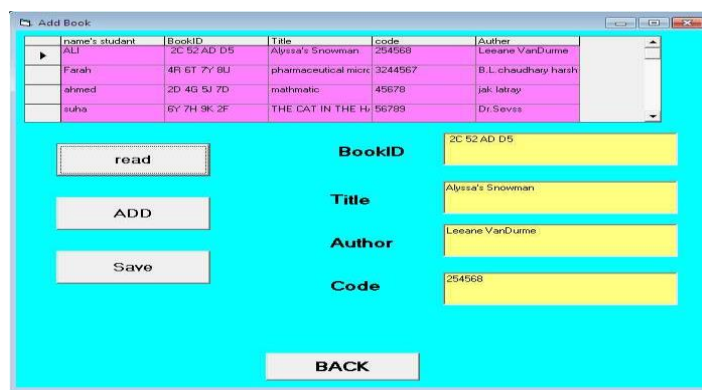 Add Book
name's studant BookID Title code Auther
ALI 2C 52 AD D5 Alyssa's Snowman 254568 Leeane VanDurme
Farah 4R 6T 7Y 8U pharmaceutical micrc 3244567 B.L.chaudhary harsh
ahmed 2D 4G 5J 7D mathmatic 45678 jak latray
suha 6Y 7H 9K 2F THE CAT IN THE H 56789 Dr.Sevss
read
BookID 2C 52 AD D5
ADD
Title Alyssa's Snowman
Author Leeane VanDurme
Save
Code 254568
BACK